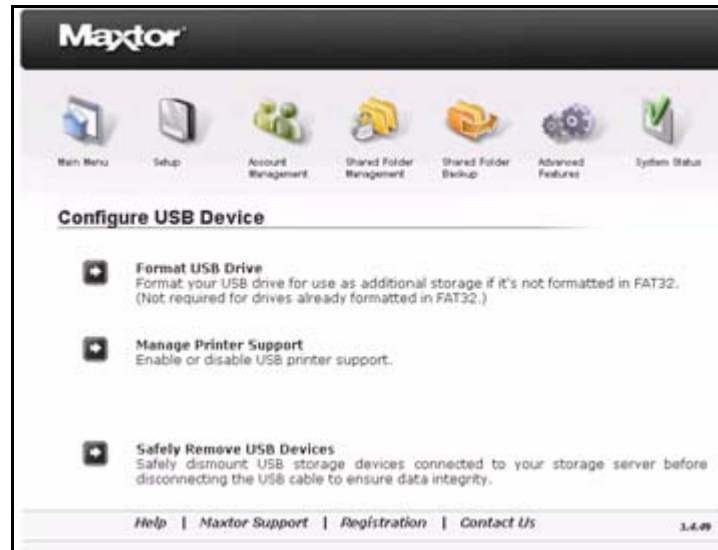 Maxtor
Main Menu
Setup
Account Management
Shared Folder Management
Shared Folder Backup
Advanced Features
System Status
Configure USB Device
Format USB Drive
Format your USB drive for use as additional storage if it's not formatted in FAT32.
(Not required for drives already formatted in FAT32.)
Manage Printer Support
Enable or disable USB printer support.
Safely Remove USB Devices
Safely dismount USB storage devices connected to your storage server before
disconnecting the USB cable to ensure data integrity.
Help | Maxtor Support | Registration | Contact Us